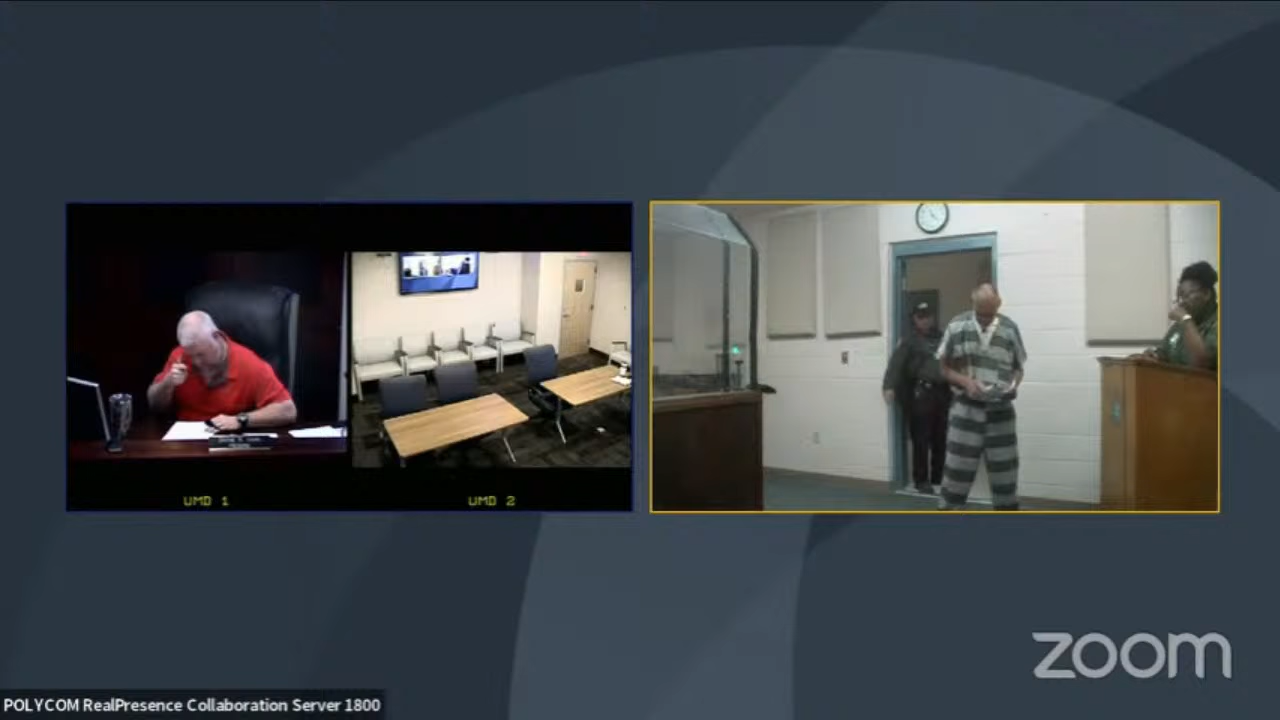 UMD 1
UMD 2
zoom
POLYCOM RealPresence Collaboration Server 1800